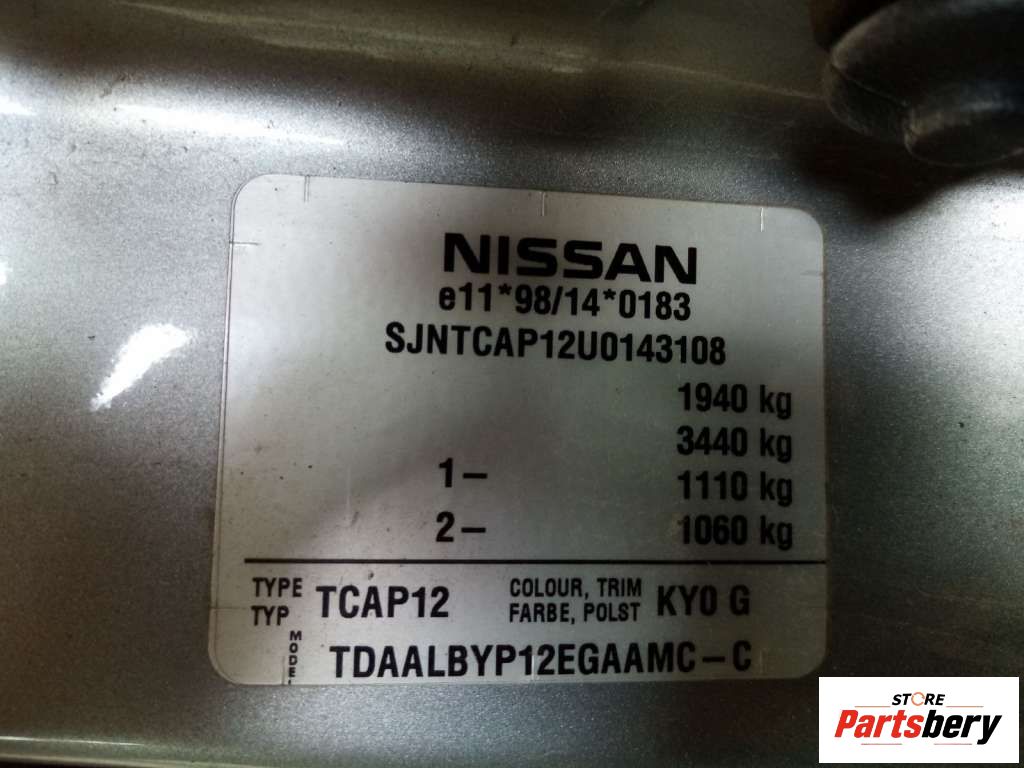 NISSAN
e11*98/14*0183
SJNTCAP12U0143108
1940 kg
3440 kg
1- 1110 kg
2- 1060 kg
TYPE TCAP12 COLOUR, TRIM KY0 G
TYP FARBE, POLST
MODEL TDAALBYP12EGAAMC-C
STORE
Partsbery